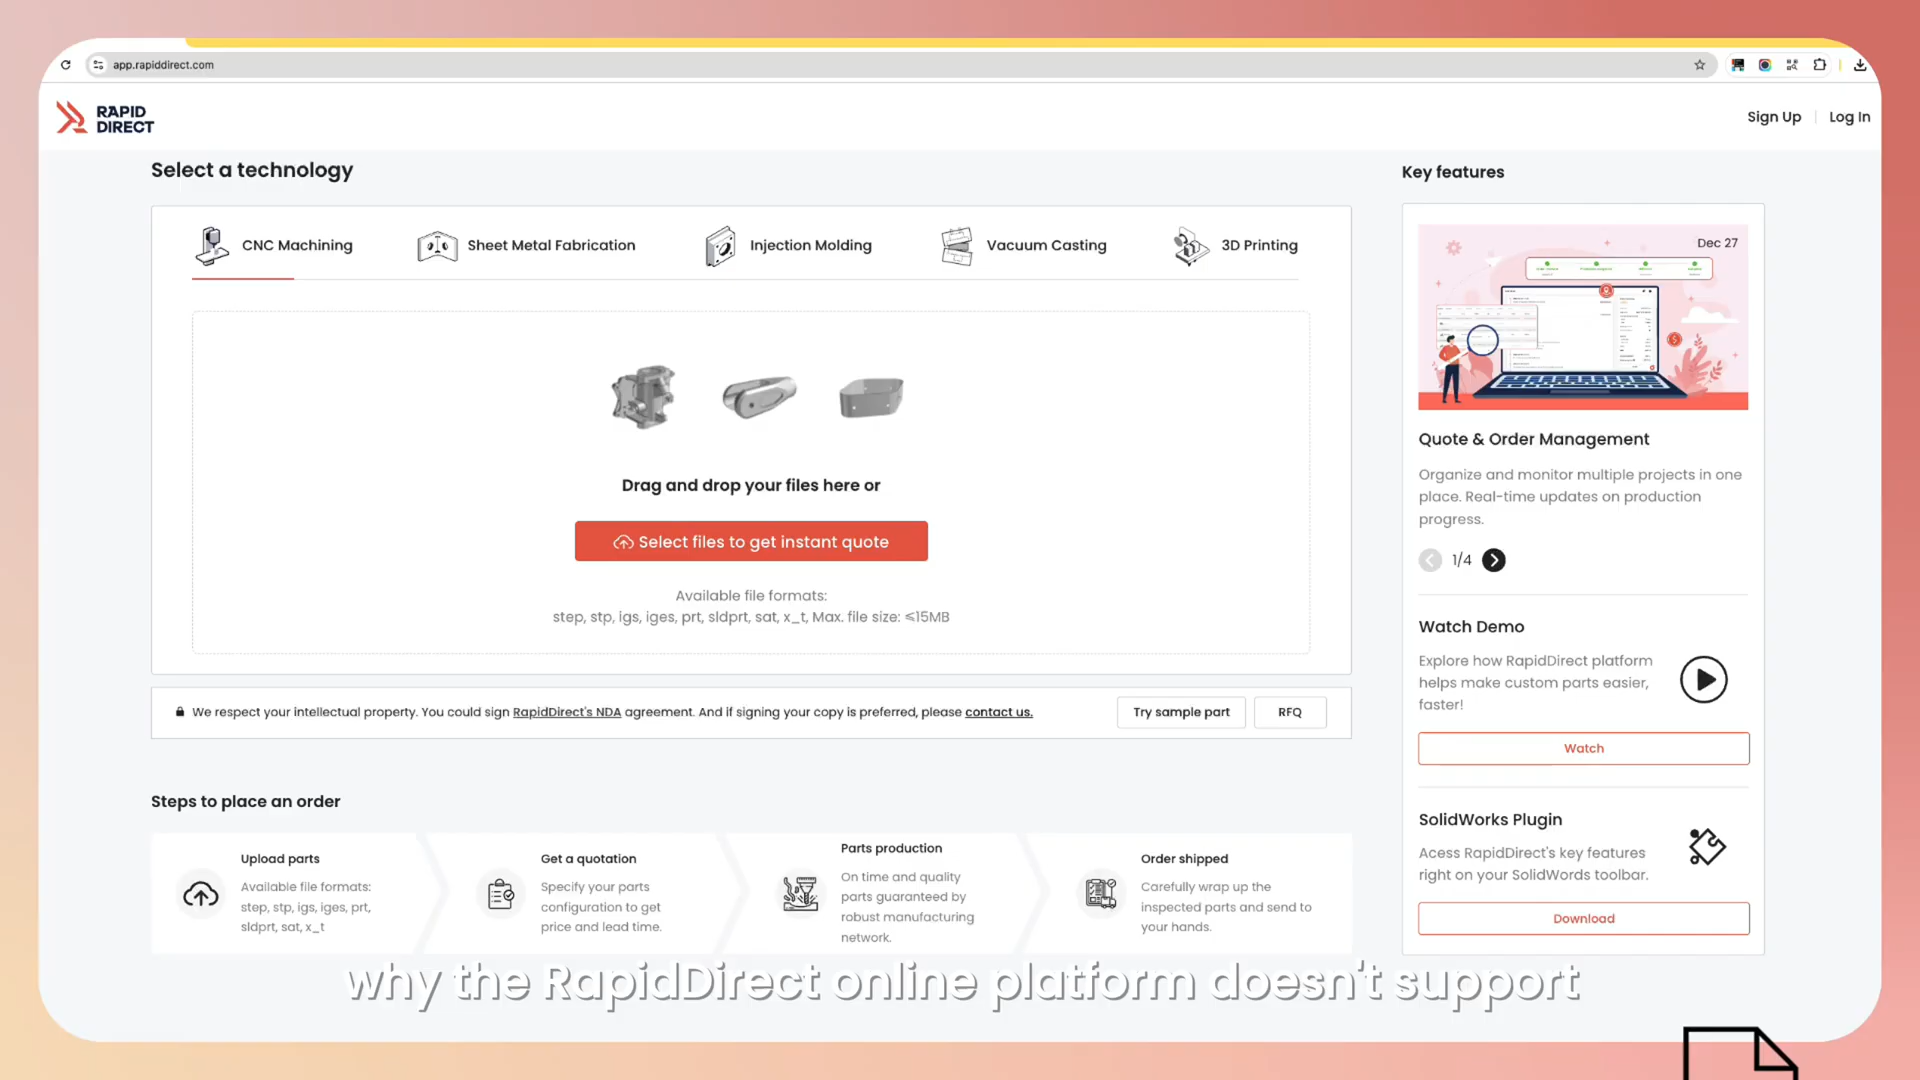 app.rapiddirect.com
RAPID
DIRECT
Sign Up
Log In
Select a technology
CNC Machining
Sheet Metal Fabrication
Injection Molding
Vacuum Casting
3D Printing
Drag and drop your files here or
Select files to get instant quote
Available file formats:
step, stp, igs, iges, prt, sldprt, sat, x_t, Max. file size: ≤15MB
We respect your intellectual property. You could sign RapidDirect's NDA agreement. And if signing your copy is preferred, please contact us.
Try sample part
RFQ
Steps to place an order
Upload parts
Available file formats:
step, stp, igs, iges, prt,
sldprt, sat, x_t
Get a quotation
Specify your parts
configuration to get
price and lead time.
Parts production
On time and quality
parts guaranteed by
robust manufacturing
network.
Order shipped
Carefully wrap up the
inspected parts and send to
your hands.
Key features
Dec 27
Quote & Order Management
Organize and monitor multiple projects in one
place. Real-time updates on production
progress.
1/4
Watch Demo
Explore how RapidDirect platform
helps make custom parts easier,
faster!
Watch
SolidWorks Plugin
Acess RapidDirect's key features
right on your SolidWords toolbar.
Download
why the RapidDirect online platform doesn't support